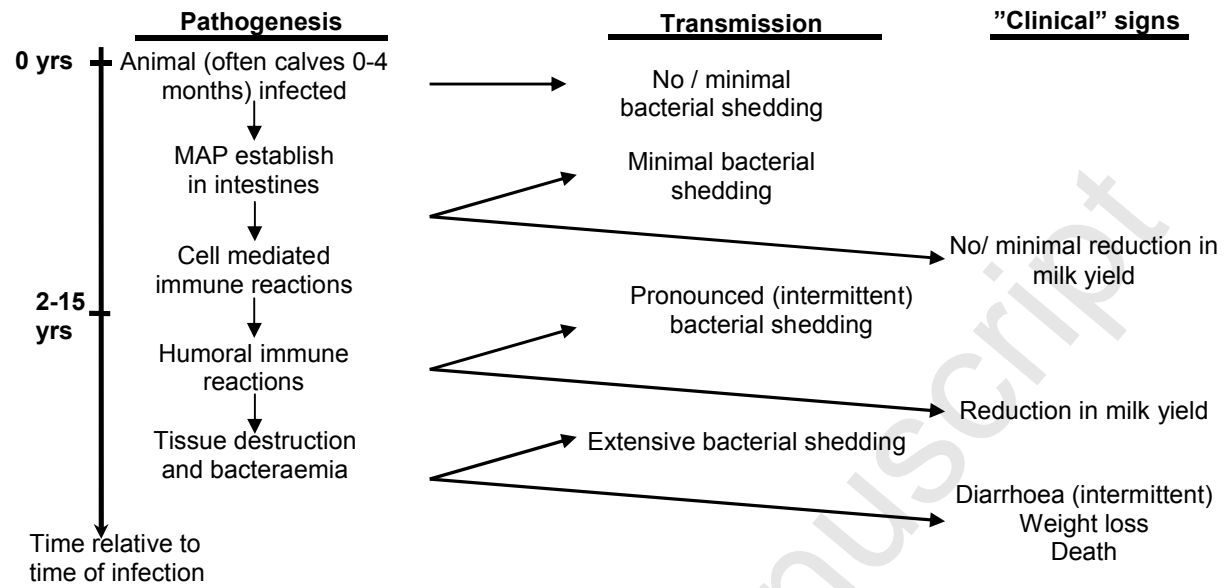 Pathogenesis
Transmission
”Clinical” signs
0 yrs
Animal (often calves 0-4
months) infected
No / minimal
bacterial shedding
MAP establish
in intestines
Minimal bacterial
shedding
Cell mediated
immune reactions
No/ minimal reduction in
milk yield
2-15
yrs
Pronounced (intermittent)
bacterial shedding
Humoral immune
reactions
Reduction in milk yield
Tissue destruction
and bacteraemia
Extensive bacterial shedding
Diarrhoea (intermittent)
Weight loss
Death
Time relative to
time of infection
nuscript